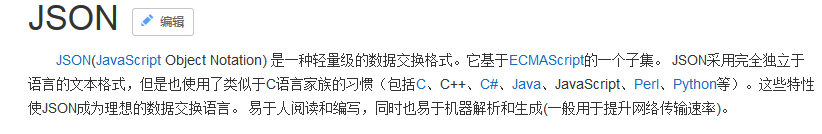 JSON 编辑
JSON(JavaScript Object Notation) 是一种轻量级的数据交换格式。它基于ECMAScript的一个子集。 JSON采用完全独立于
语言的文本格式，但是也使用了类似于C语言家族的习惯（包括C、C++、C#、Java、JavaScript、Perl、Python等）。这些特性
使JSON成为理想的数据交换语言。 易于人阅读和编写，同时也易于机器解析和生成(一般用于提升网络传输速率)。